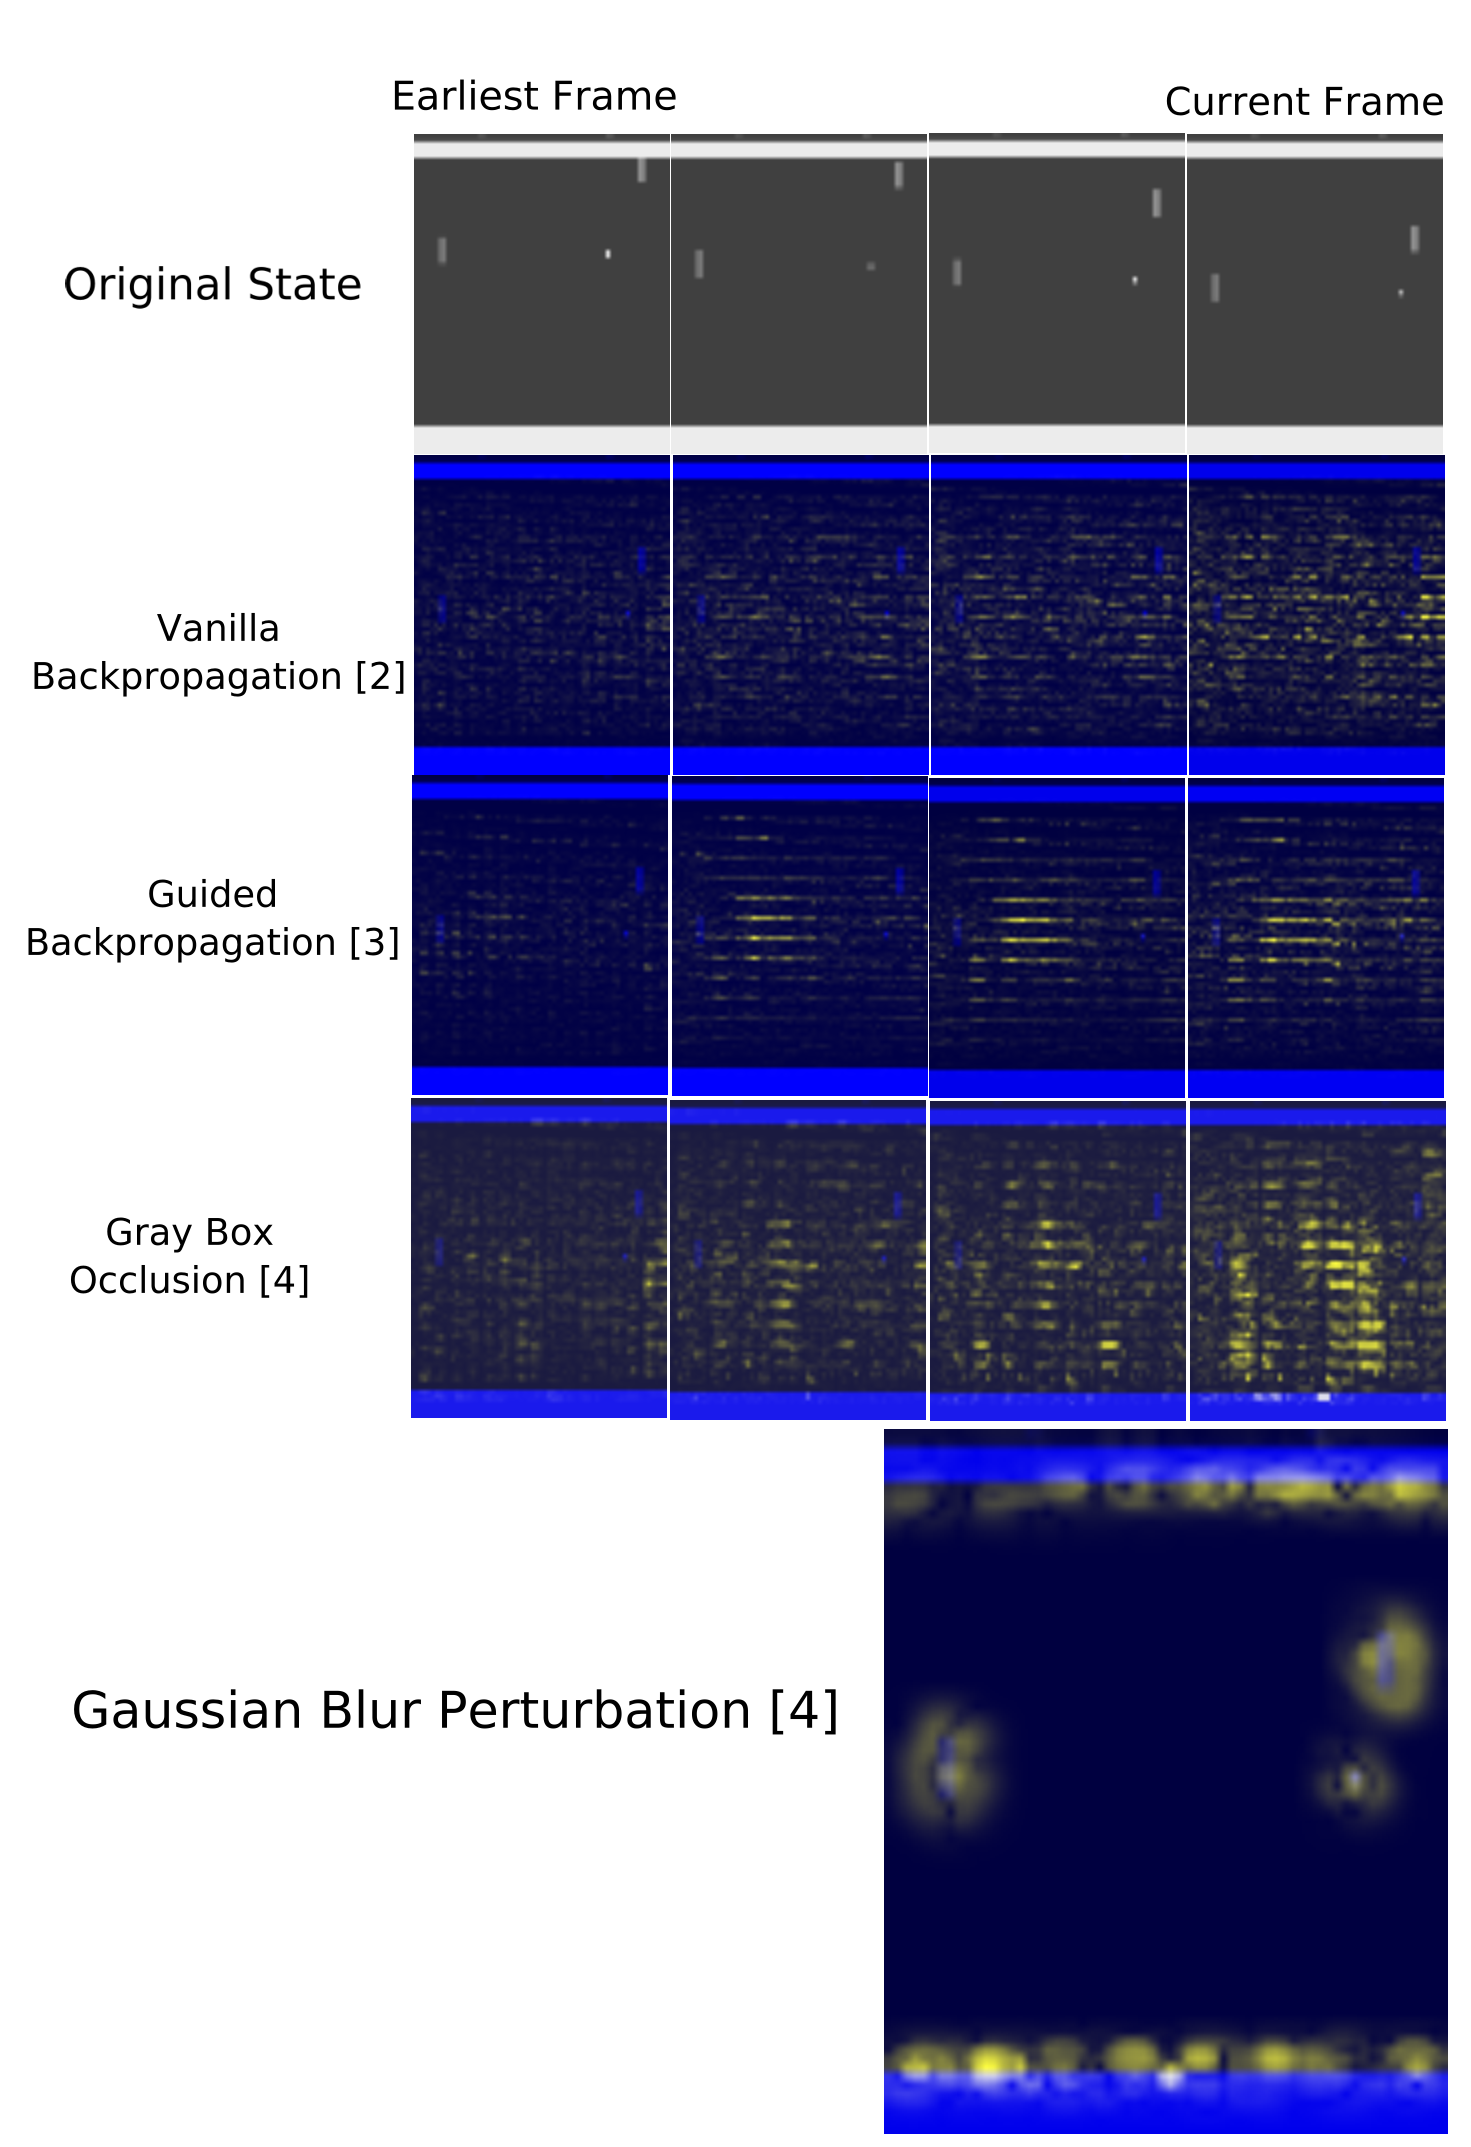 Earliest Frame
Current Frame
Original State
Vanilla
Backpropagation [2]
Guided
Backpropagation [3]
Gray Box
Occlusion [4]
Gaussian Blur Perturbation [4]